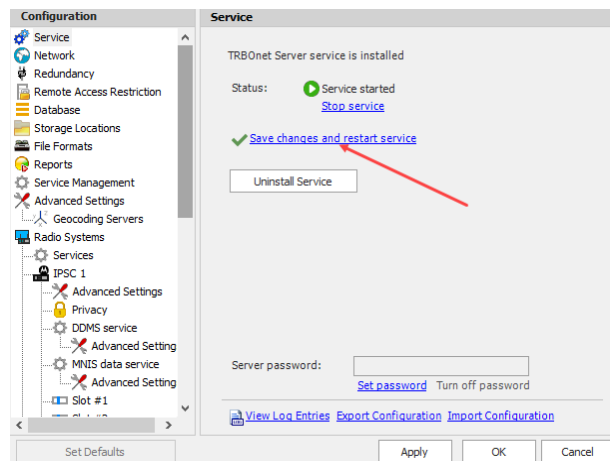 Configuration
Service
Network
Redundancy
Remote Access Restriction
Database
Storage Locations
File Formats
Reports
Service Management
Advanced Settings
Geocoding Servers
Radio Systems
Services
IPSC 1
Advanced Settings
Privacy
DDMS service
Advanced Setting
MNIS data service
Advanced Setting
Slot #1
Set Defaults
Service
TRBOnet Server service is installed
Status: Service started
Stop service
Save changes and restart service
Uninstall Service
Server password:
Set password Turn off password
View Log Entries Export Configuration Import Configuration
Apply OK Cancel